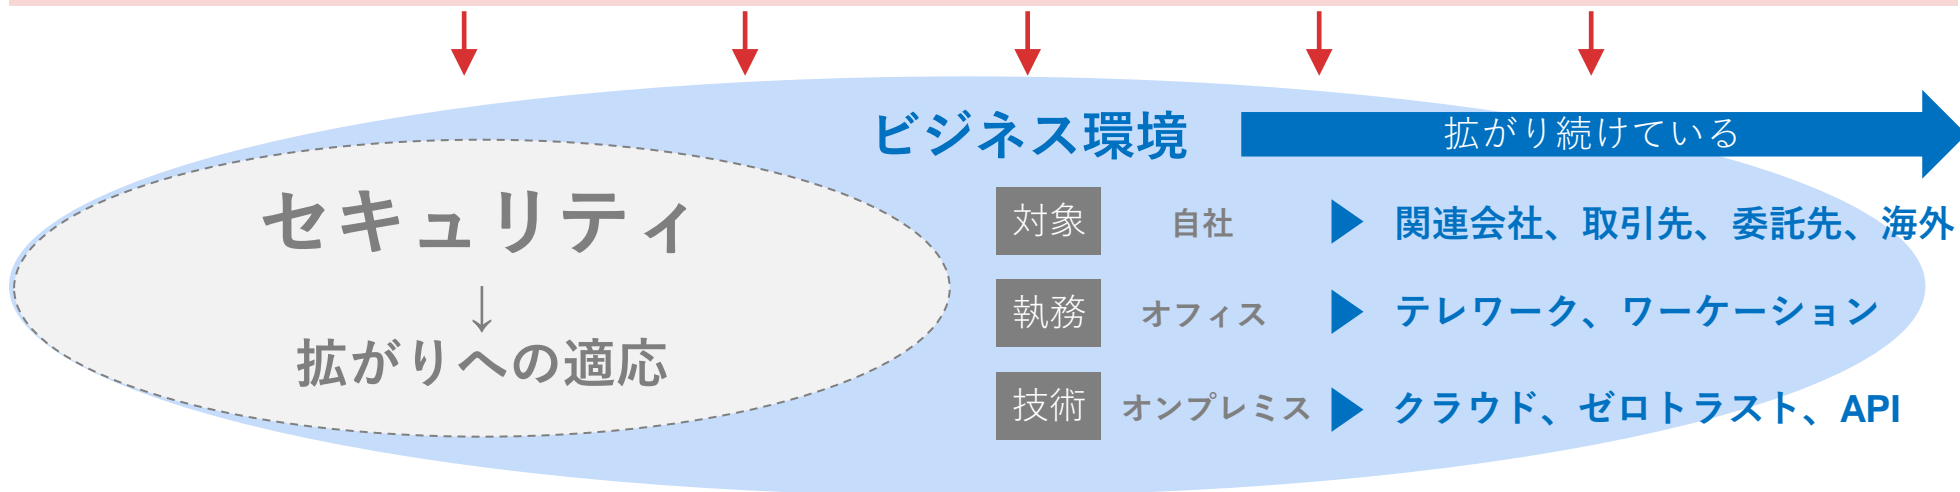 ビジネス環境
拡がり続けている
セキュリティ
↓
拡がりへの適応
対象 自社 関連会社、取引先、委託先、海外
執務 オフィス テレワーク、ワーケーション
技術 オンプレミス クラウド、ゼロトラスト、API